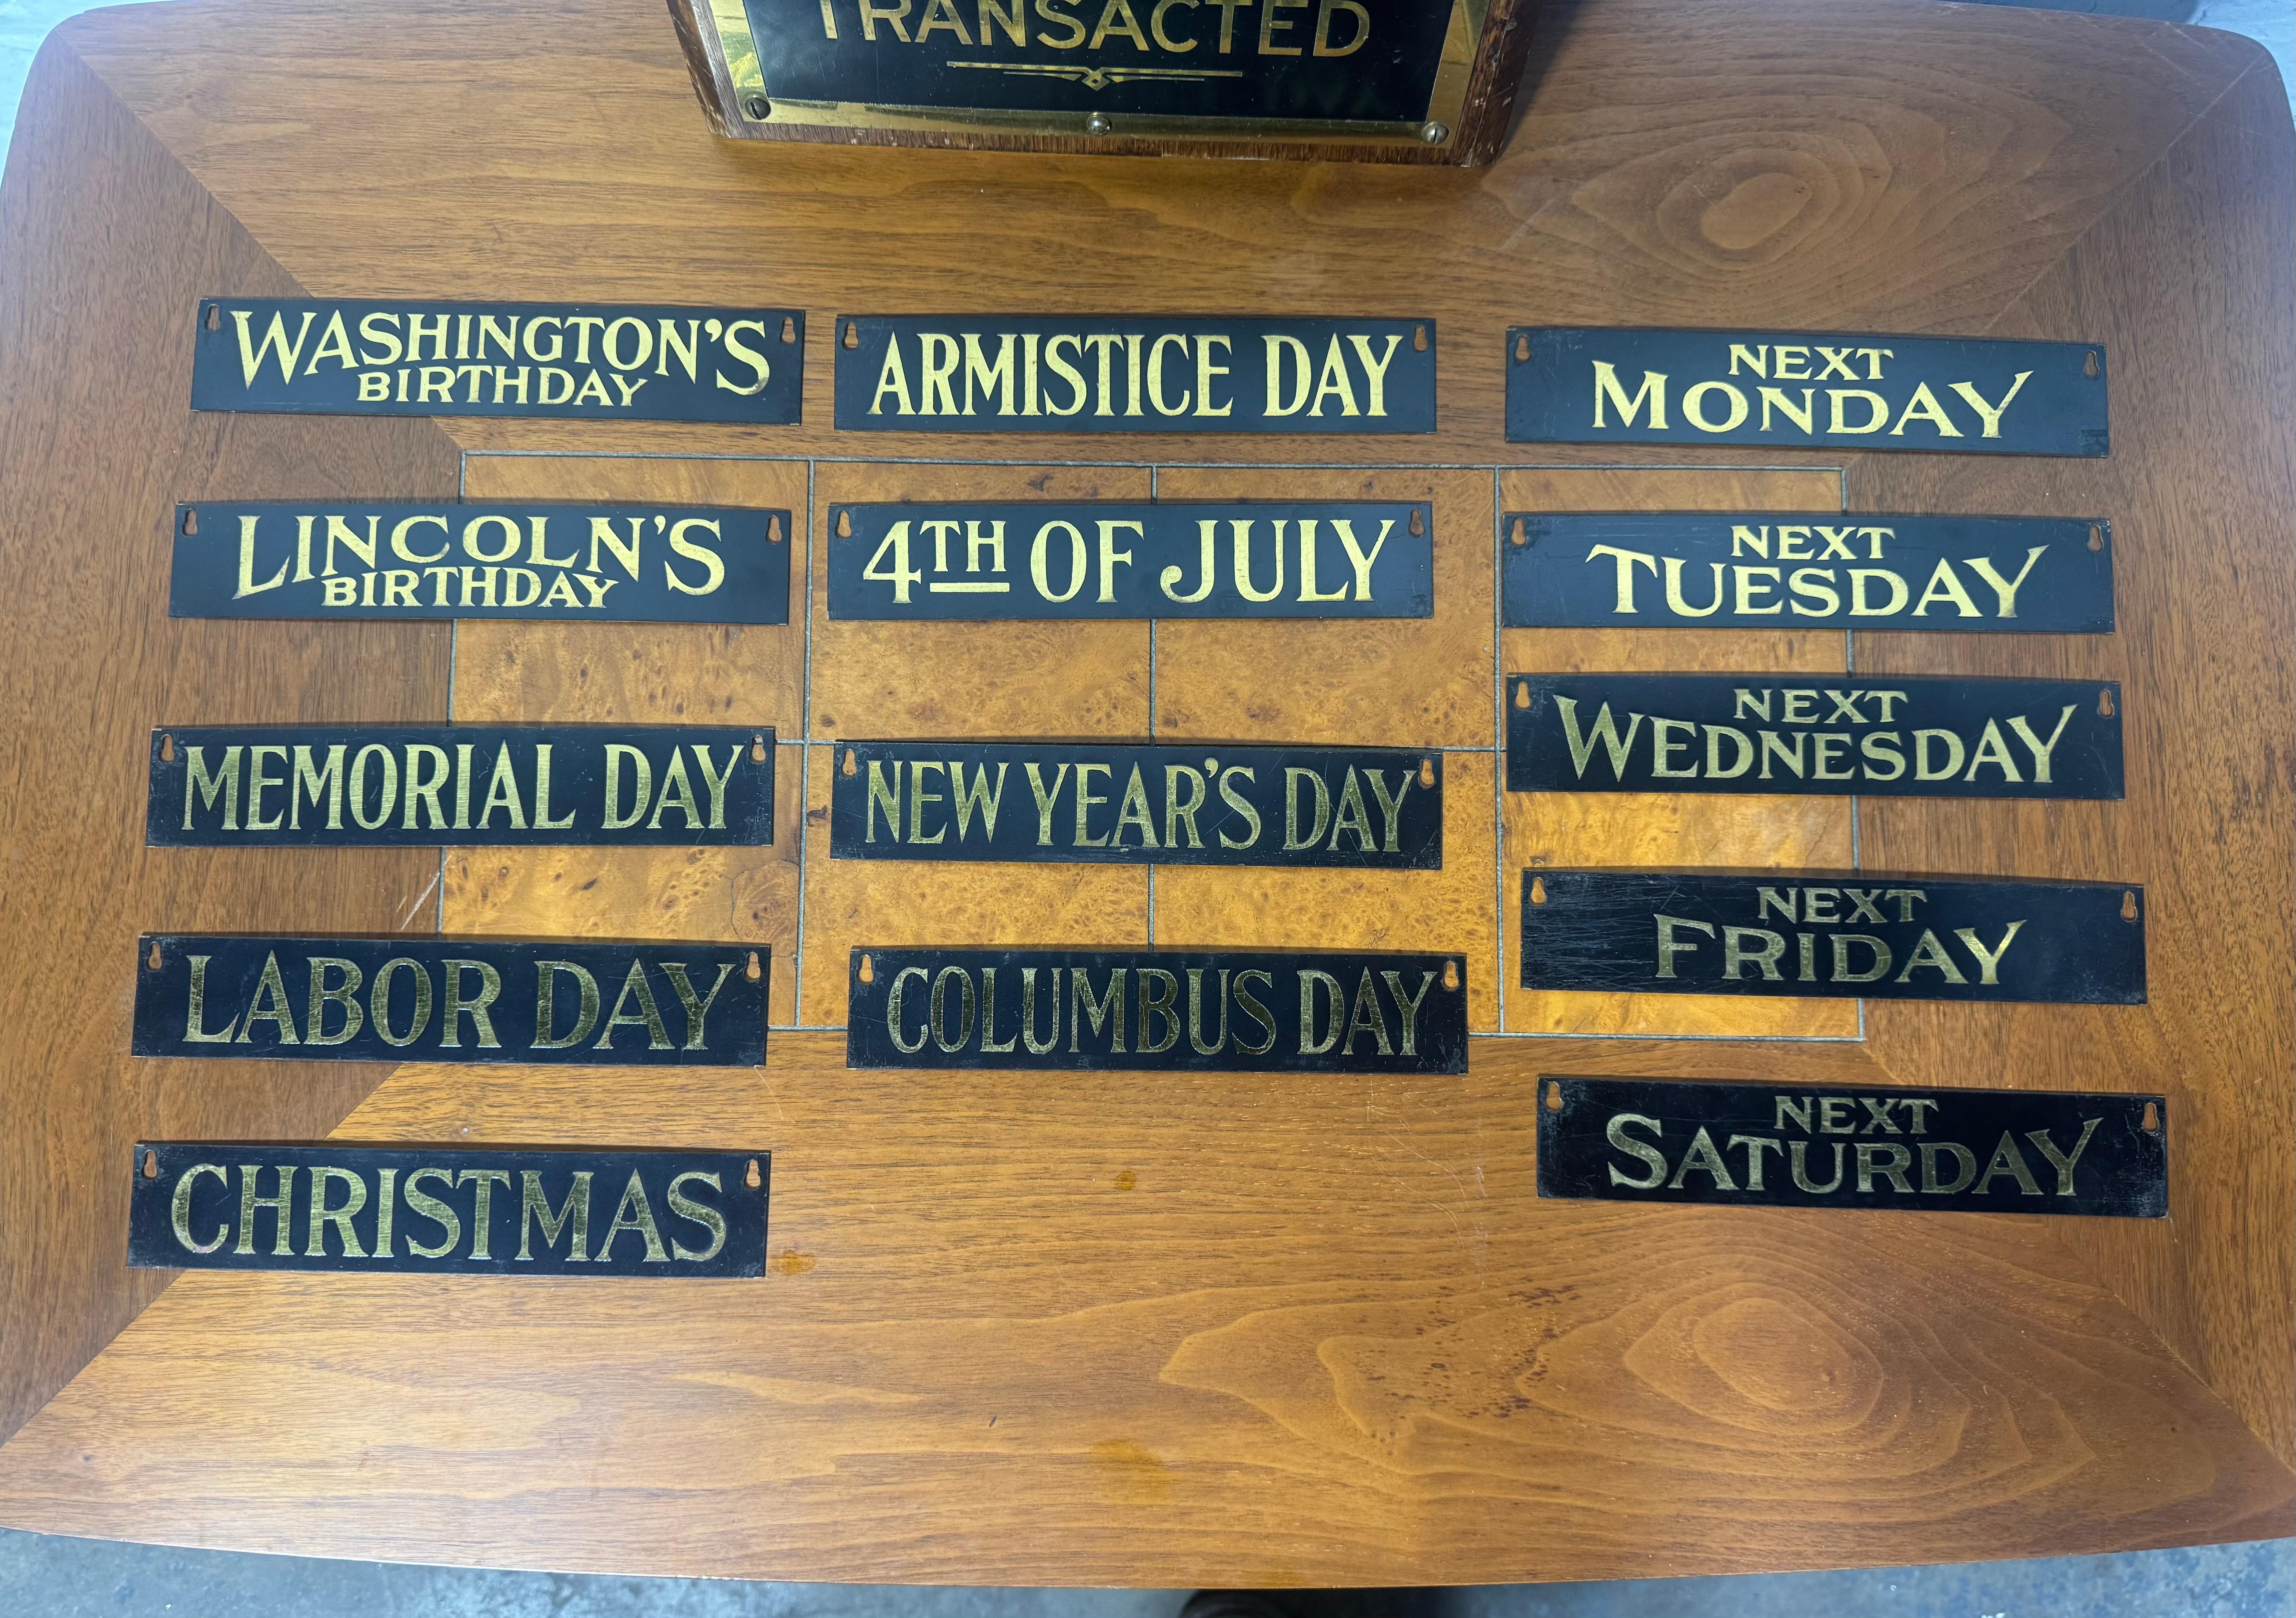 TRANSACTED
WASHINGTON'S
BIRTHDAY
LINCOLN'S
BIRTHDAY
MEMORIAL DAY
LABOR DAY
CHRISTMAS
ARMISTICE DAY
4TH OF JULY
NEW YEAR'S DAY
COLUMBUS DAY
NEXT
MONDAY
NEXT
TUESDAY
NEXT
WEDNESDAY
NEXT
FRIDAY
NEXT
SATURDAY